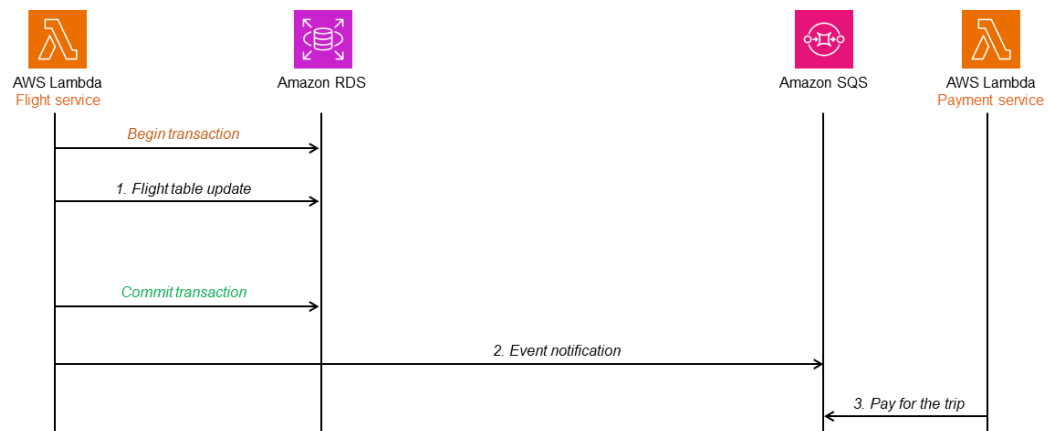 AWS Lambda
Flight service
Amazon RDS
Amazon SQS
AWS Lambda
Payment service
Begin transaction
1. Flight table update
Commit transaction
2. Event notification
3. Pay for the trip